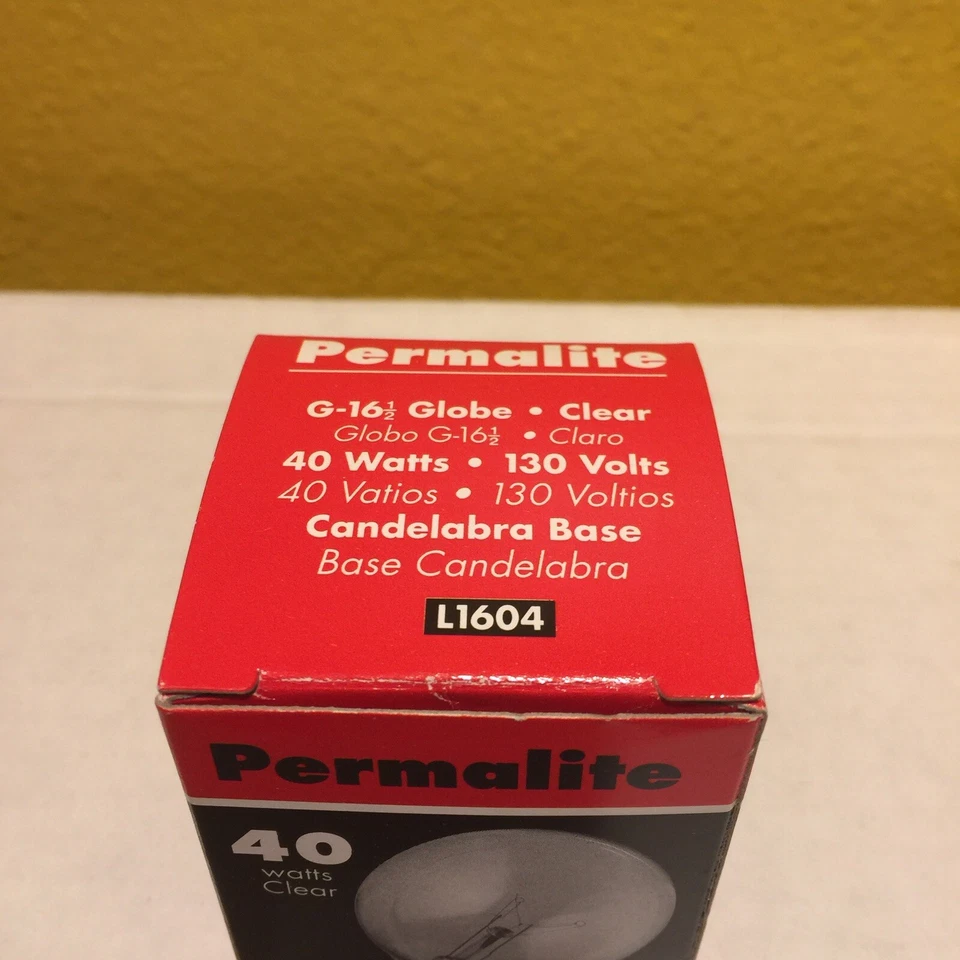 Permalite
G-16½ Globe • Clear
Globo G-16½ • Claro
40 Watts • 130 Volts
40 Vatios • 130 Voltios
Candelabra Base
Base Candelabra
L1604
Permalite
40
watts
Clear